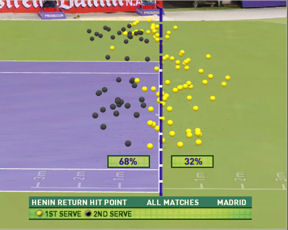 68% 32%
HENIN RETURN HIT POINT ALL MATCHES MADRID
1ST SERVE 2ND SERVE